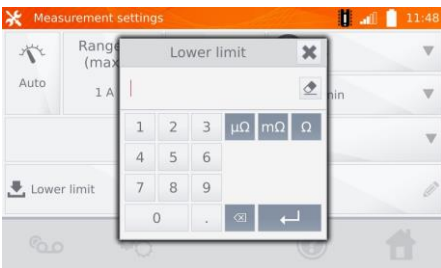 Measurement settings
11:48
Range
(max
Auto
1 A
Lower limit
1 2 3 µΩ mΩ Ω
4 5 6
7 8 9
0 .
Lower limit